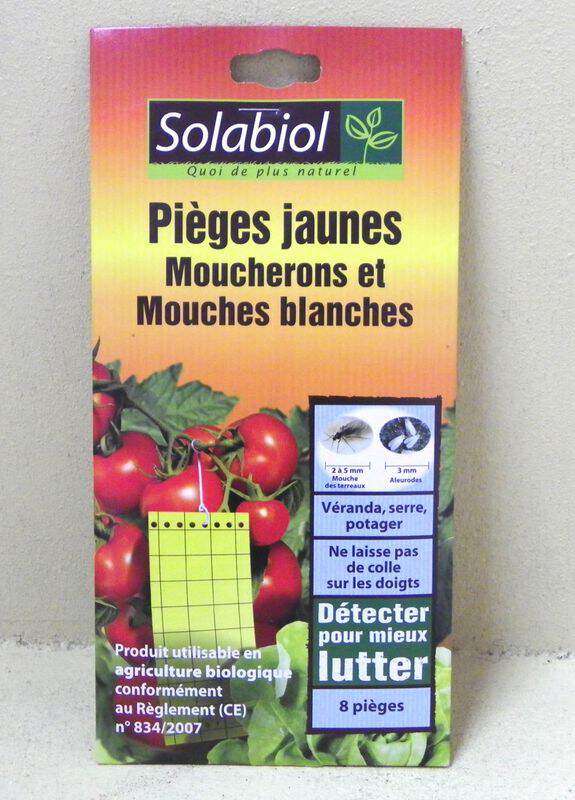 Solabiol
Quoi de plus naturel
Pièges jaunes
Moucherons et
Mouches blanches
2 à 5 mm
Mouche
des terreaux
3 mm
Aleurodes
Véranda, serre,
potager
Ne laisse pas
de colle
sur les doigts
Détecter
pour mieux
lutter
8 pièges
Produit utilisable en
agriculture biologique
conformément
au Règlement (CE)
n° 834/2007